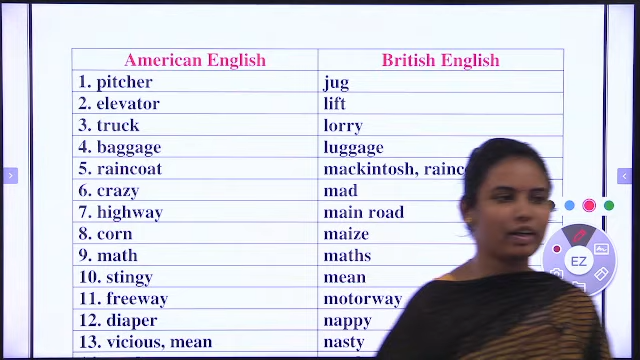 American English British English
1. pitcher jug
2. elevator lift
3. truck lorry
4. baggage luggage
5. raincoat mackintosh,
6. crazy mad
7. highway main road
8. corn maize
9. math maths
10. stingy mean
11. freeway motorway
12. diaper nappy
13. vicious, mean nasty
EZ